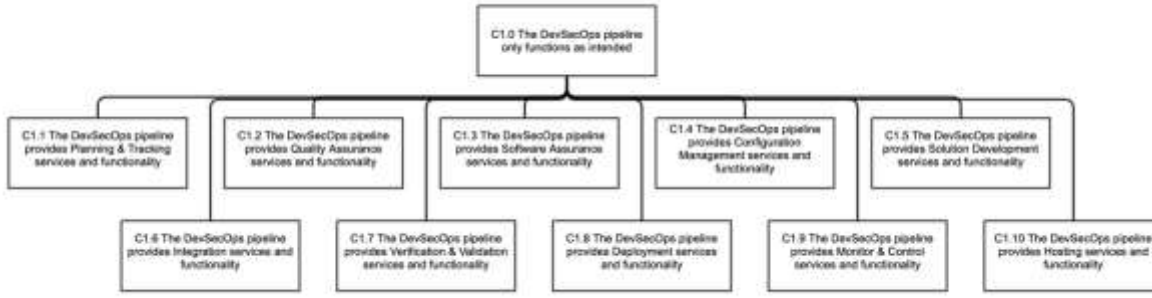 C1.0 The DevSecOps pipeline
only functions as intended
C1.1 The DevSecOps pipeline
provides Planning & Tracking
services and functionality
C1.2 The DevSecOps pipeline
provides Quality Assurance
services and functionality
C1.3 The DevSecOps pipeline
provides Software Assurance
services and functionality
C1.4 The DevSecOps pipeline
provides Configuration
Management services and
functionality
C1.5 The DevSecOps pipeline
provides Solution Development
services and functionality
C1.6 The DevSecOps pipeline
provides Integration services and
functionality
C1.7 The DevSecOps pipeline
provides Verification & Validation
services and functionality
C1.8 The DevSecOps pipeline
provides Deployment services
and functionality
C1.9 The DevSecOps pipeline
provides Monitor & Control
services and functionality
C1.10 The DevSecOps pipeline
provides Hosting services and
functionality